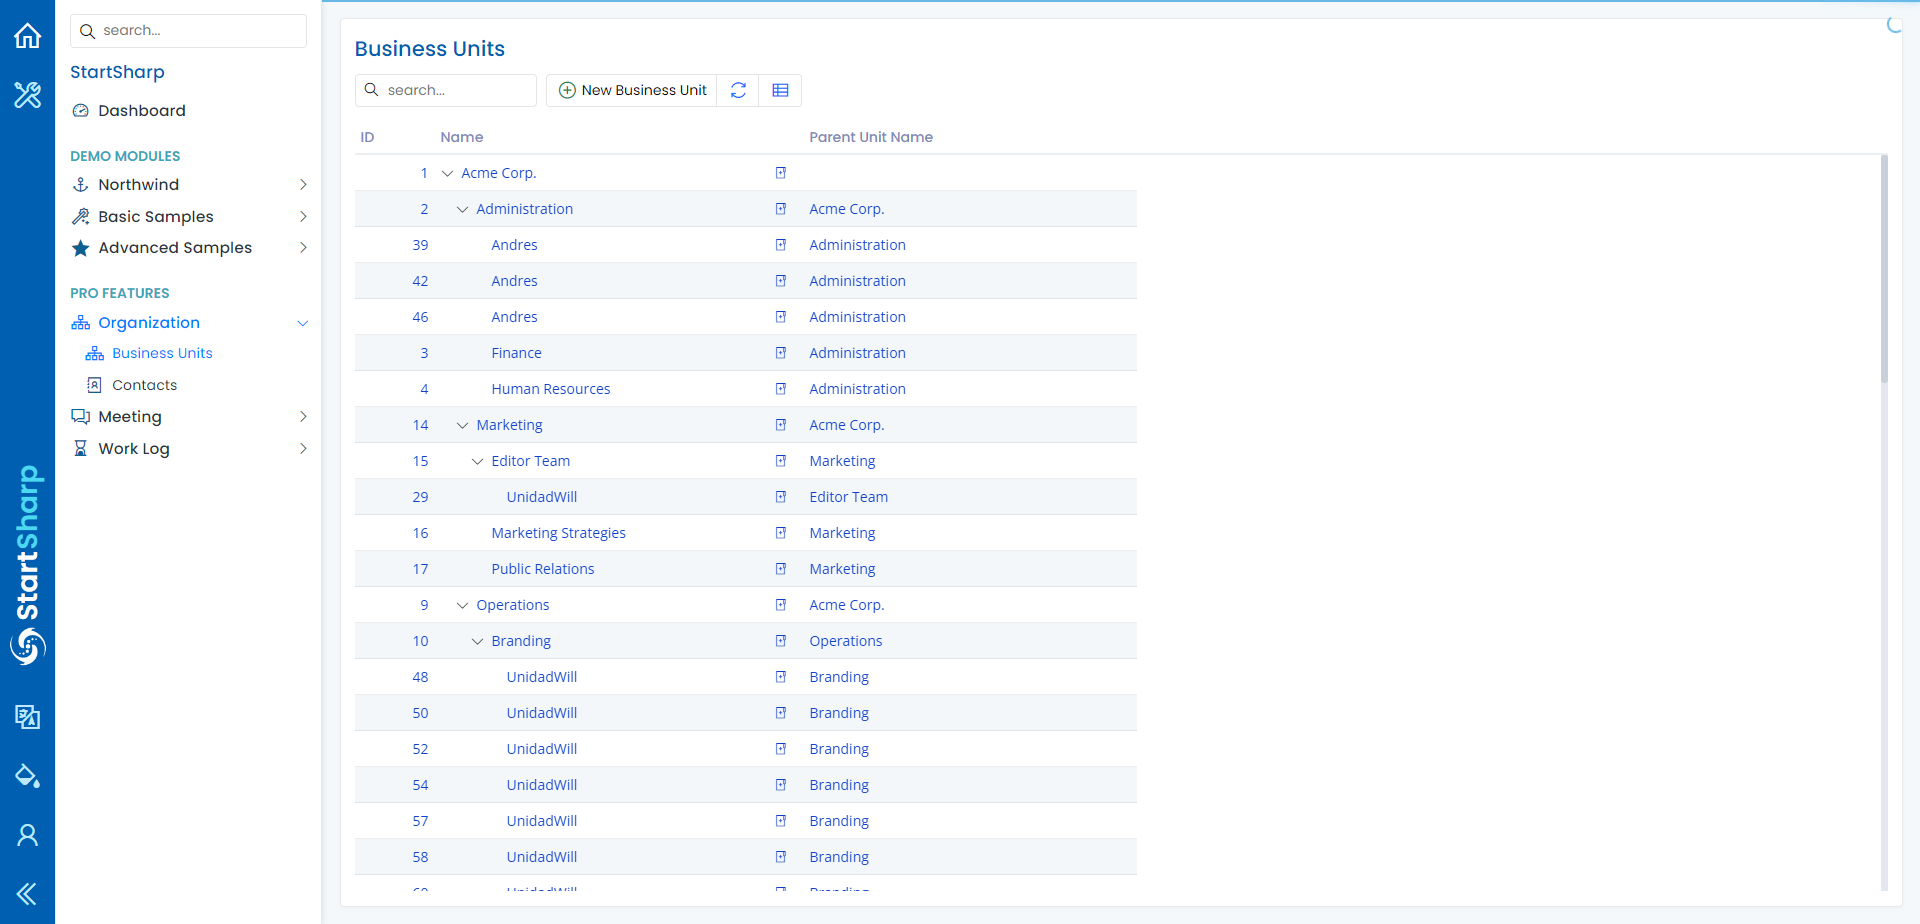 search...
StartSharp
Dashboard
DEMO MODULES
Northwind
Basic Samples
Advanced Samples
PRO FEATURES
Organization
Business Units
Contacts
Meeting
Work Log
StartSharp
Business Units
search...
New Business Unit
ID Name Parent Unit Name
1 Acme Corp.
2 Administration Acme Corp.
39 Andres Administration
42 Andres Administration
46 Andres Administration
3 Finance Administration
4 Human Resources Administration
14 Marketing Acme Corp.
15 Editor Team Marketing
29 UnidadWill Editor Team
16 Marketing Strategies Marketing
17 Public Relations Marketing
9 Operations Acme Corp.
10 Branding Operations
48 UnidadWill Branding
50 UnidadWill Branding
52 UnidadWill Branding
54 UnidadWill Branding
57 UnidadWill Branding
58 UnidadWill Branding
UnidadWill Branding